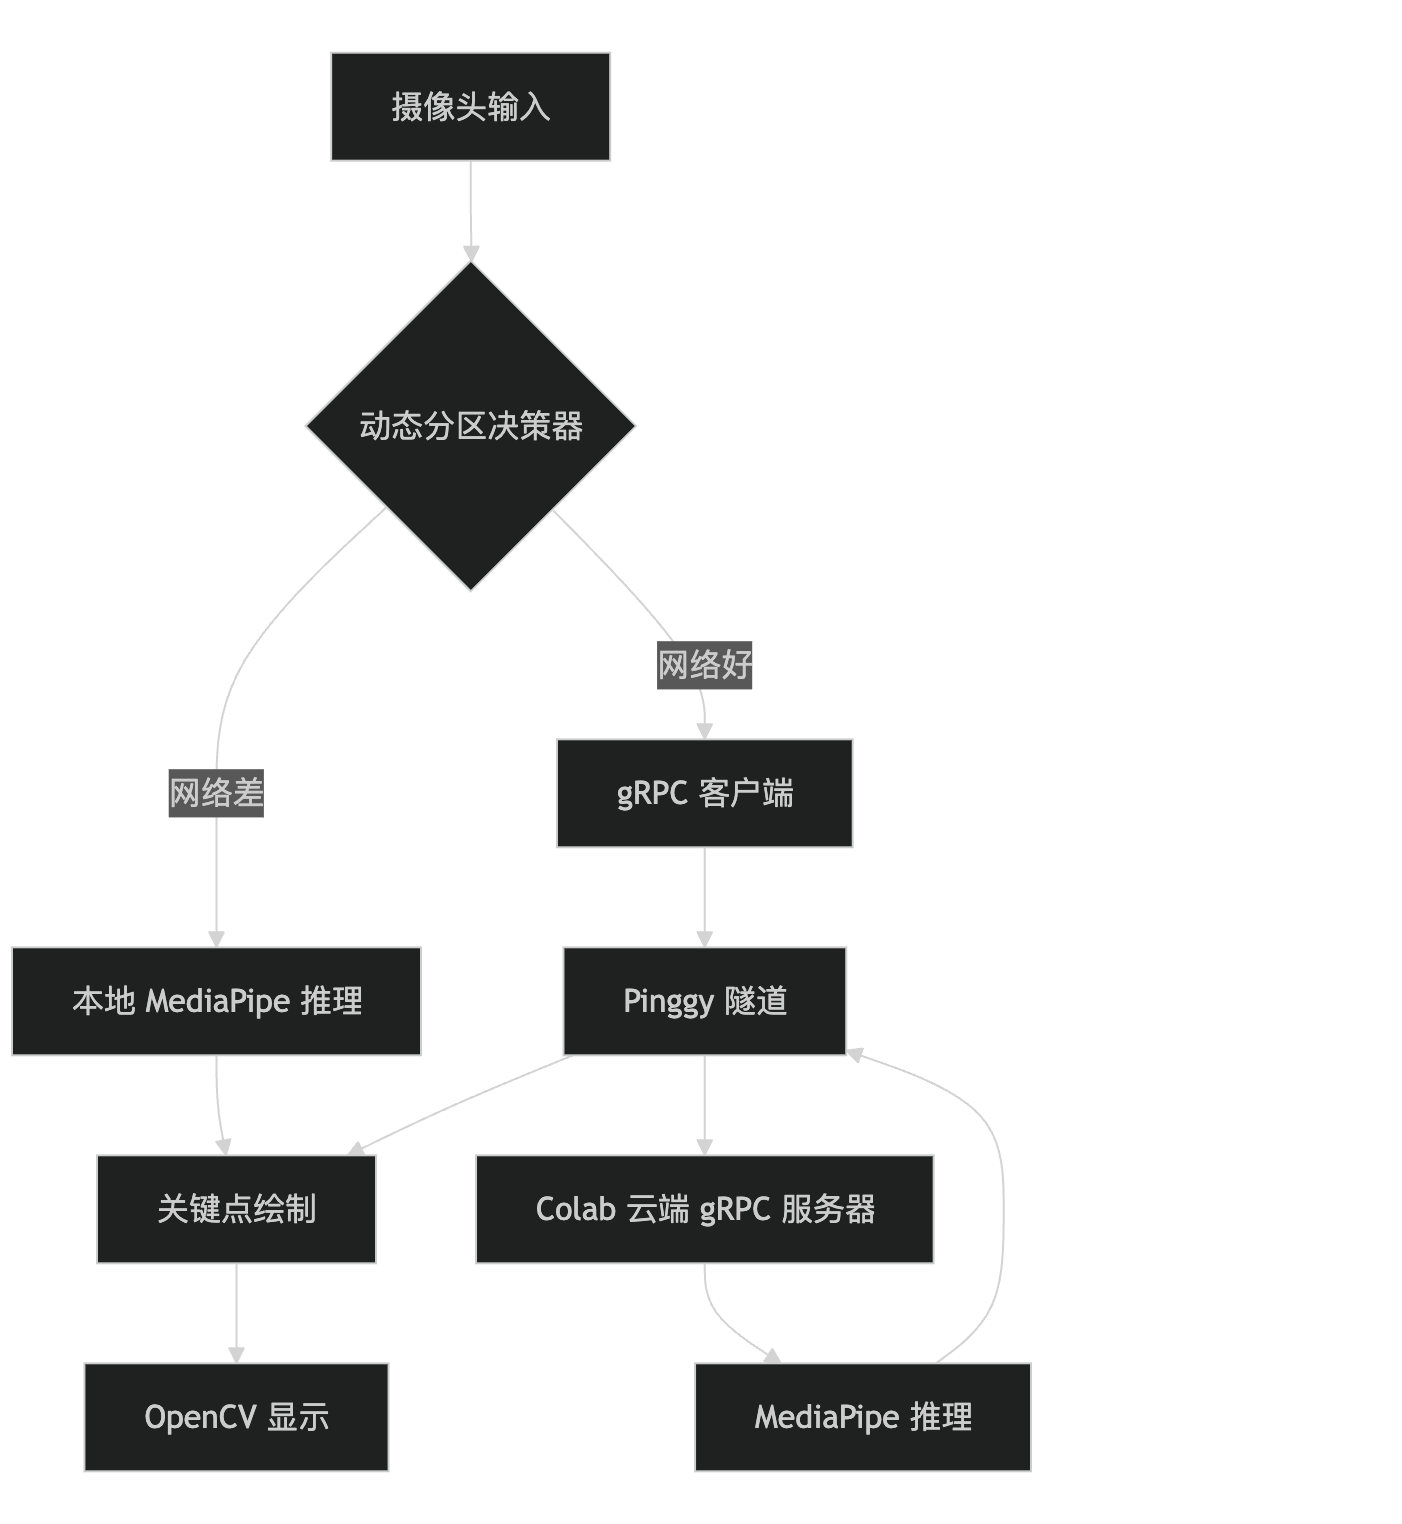 摄像头输入
动态分区决策器
网络好
网络差
gRPC 客户端
本地 MediaPipe 推理
Pinggy 隧道
关键点绘制
Colab 云端 gRPC 服务器
OpenCV 显示
MediaPipe 推理